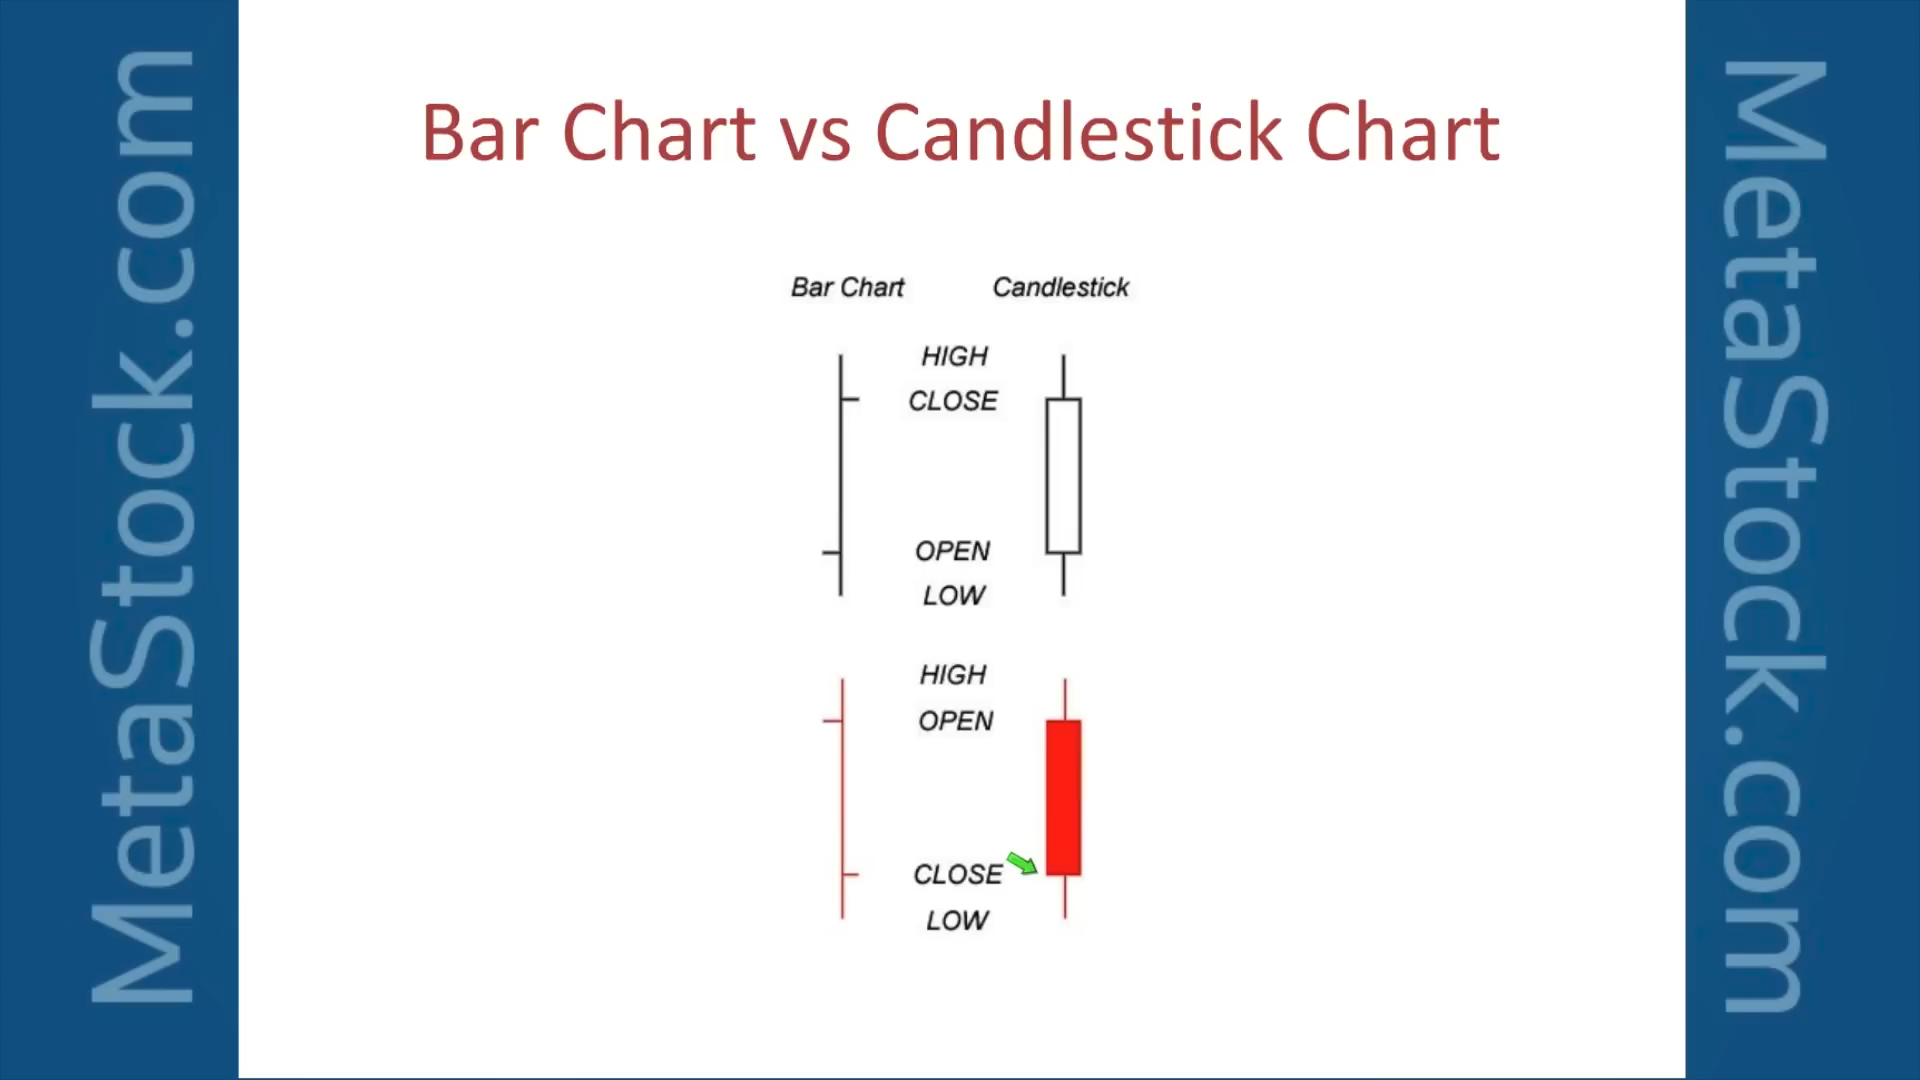 MetaStock.com
Bar Chart vs Candlestick Chart
Bar Chart Candlestick
HIGH
CLOSE
OPEN
LOW
HIGH
OPEN
CLOSE
LOW
MetaStock.com